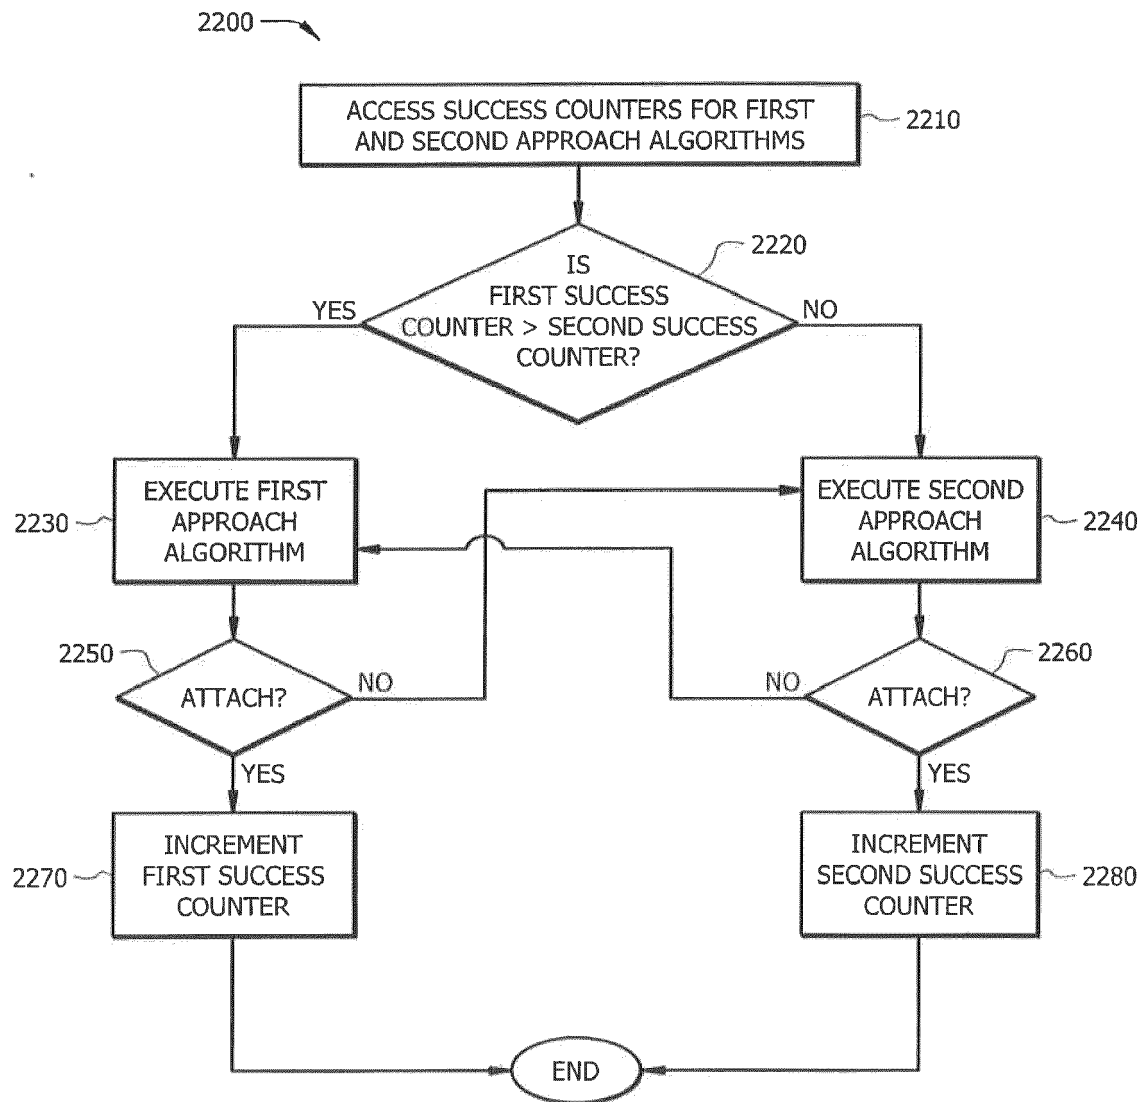 2200
ACCESS SUCCESS COUNTERS FOR FIRST
AND SECOND APPROACH ALGORITHMS
2210
2220
IS
FIRST SUCCESS
COUNTER > SECOND SUCCESS
COUNTER?
YES
NO
EXECUTE FIRST
APPROACH
ALGORITHM
2230
EXECUTE SECOND
APPROACH
ALGORITHM
2240
2250
ATTACH?
NO
YES
2260
ATTACH?
NO
YES
INCREMENT
FIRST SUCCESS
COUNTER
2270
INCREMENT
SECOND SUCCESS
COUNTER
2280
END